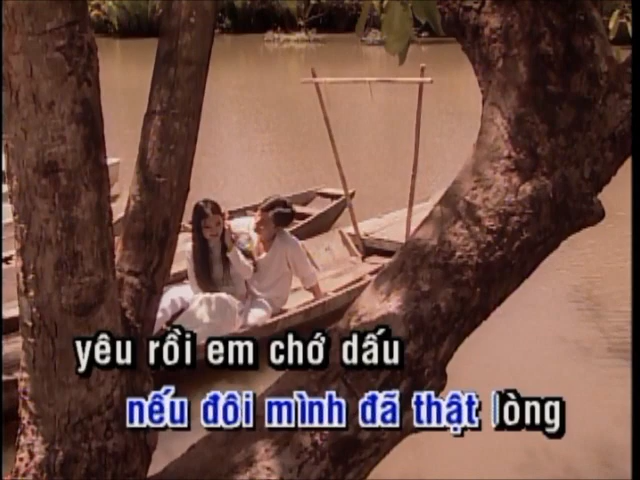 yêu rồi em chớ dấu
nếu đôi mình đã thật lòng